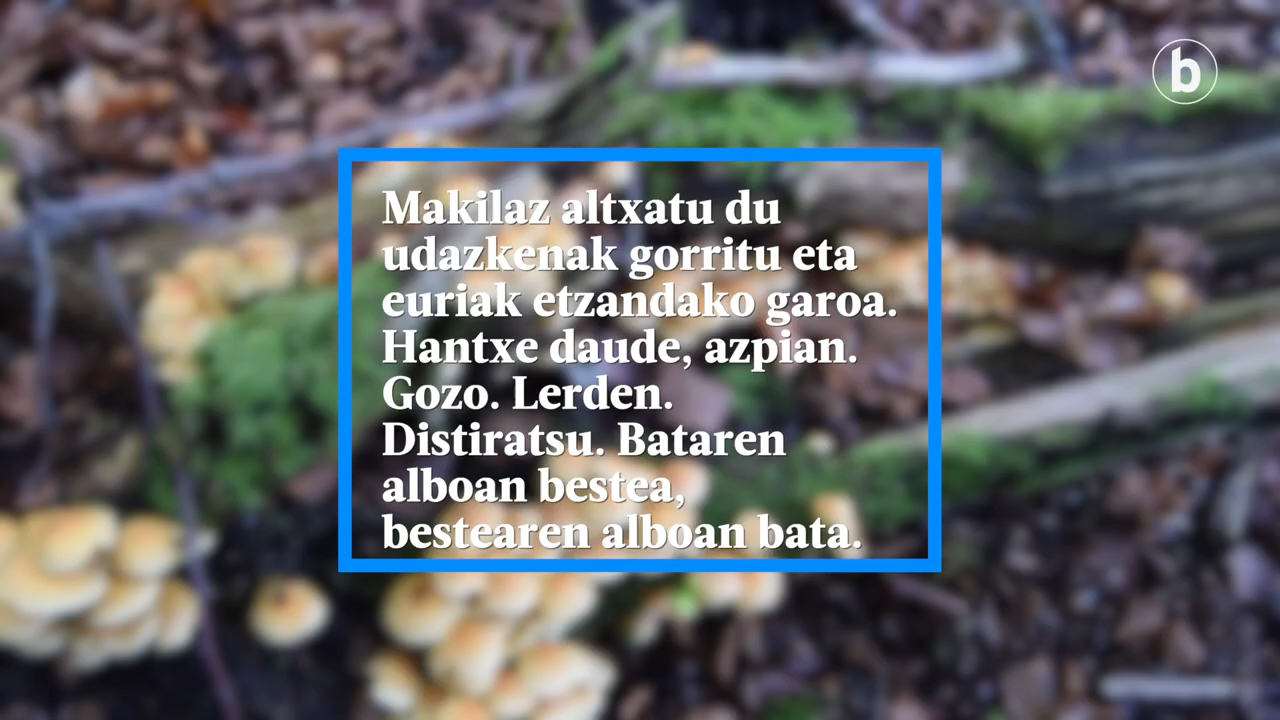 b
Makilaz altxatu du
udazkenak gorritu eta
euriak etzandako garoa.
Hantxe daude, azpian.
Gozo. Lerden.
Distiratsu. Bataren
alboan bestea,
bestearen alboan bata.